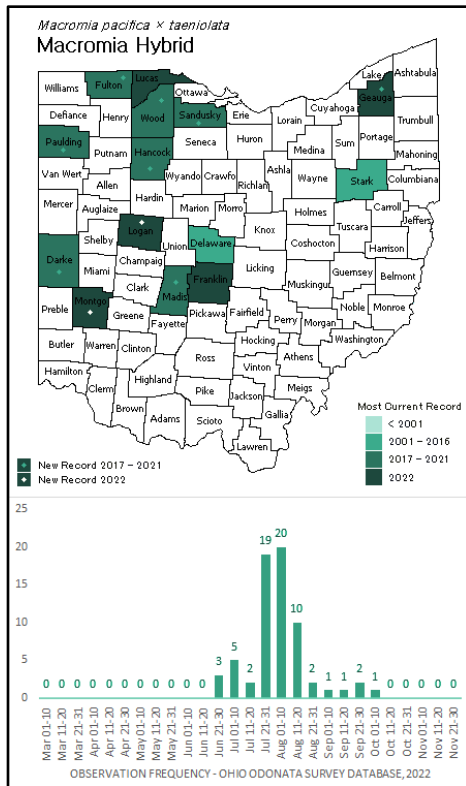 Macromia pacifica × taeniolata
Macromia Hybrid
Williams
Fulton
Lucas
Ottawa
Lake
Ashtabula
Geauga
Defiance
Henry
Wood
Sandusky
Erie
Lorain
Cuyahoga
Trumbull
Paulding
Putnam
Hancock
Seneca
Huron
Medina
Sum
Portage
Mahoning
Van Wert
Allen
Wyando
Crawfo
Richlan
Ashla
Wayne
Stark
Columbiana
Mercer
Auglaize
Hardin
Marion
Morro
Holmes
Carroll
Jeffers
Shelby
Logan
Union
Delaware
Knox
Coshocton
Tuscara
Harrison
Darke
Miami
Champaig
Licking
Muskingu
Guernsey
Belmont
Clark
Madis
Franklin
Preble
Montgo
Greene
Fayette
Pickawa
Fairfield
Perry
Morgan
Noble
Monroe
Butler
Warren
Clinton
Ross
Hocking
Athens
Washington
Hamilton
Clerm
Highland
Vinton
Meigs
Brown
Adams
Pike
Scioto
Jackson
Gallia
Lawren
Most Current Record
< 2001
2001 – 2016
2017 – 2021
2022
New Record 2017 – 2021
New Record 2022
25
20
15
10
5
0
0 0 0 0 0 0 0 0 0 0 0 3 5 2 19 20 10 2 1 1 2 1 0 0 0 0 0
Mar 01-10
Mar 11-20
Mar 21-31
Apr 01-10
Apr 11-20
Apr 21-30
May 01-10
May 11-20
May 21-31
Jun 01-10
Jun 11-20
Jun 21-30
Jul 01-10
Jul 11-20
Jul 21-31
Aug 01-10
Aug 11-20
Aug 21-31
Sep 01-10
Sep 11-20
Sep 21-30
Oct 01-10
Oct 11-20
Oct 21-31
Nov 01-10
Nov 11-20
Nov 21-30
OBSERVATION FREQUENCY - OHIO ODONATA SURVEY DATABASE, 2022